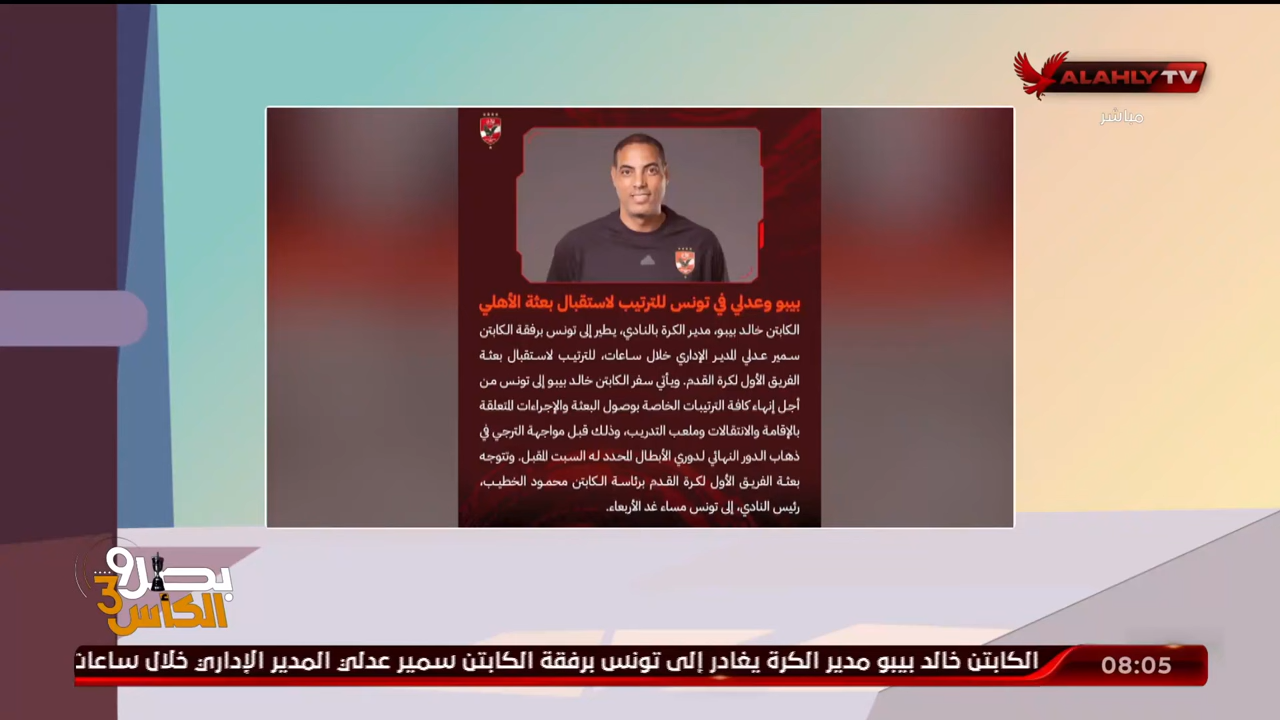 ALAHLY TV
مباشر
بيبو وعدلي في تونس للترتيب لاستقبال بعثة الأهلي
الكابتن خالد بيبو، مدير الكرة بالنادي، يطير إلى تونس برفقة الكابتن
سمير عدلي المدير الإداري خلال ساعات، للترتيب لاستقبال بعثة
الفريق الأول لكرة القدم. ويأتي سفر الكابتن خالد بيبو إلى تونس من
أجل إنهاء كافة الترتيبات الخاصة بوصول البعثة والإجراءات المتعلقة
بالإقامة والانتقالات وملعب التدريب، وذلك قبل مواجهة الترجي في
ذهاب الدور النهائي لدوري الأبطال المحدد له السبت المقبل. وتتوجه
بعثة الفريق الأول لكرة القدم برئاسة الكابتن محمود الخطيب،
رئيس النادي، إلى تونس مساء غد الأربعاء.
الكأس
الكابتن خالد بيبو مدير الكرة يغادر إلى تونس برفقة الكابتن سمير عدلي المدير الإداري خلال ساعات
08:05